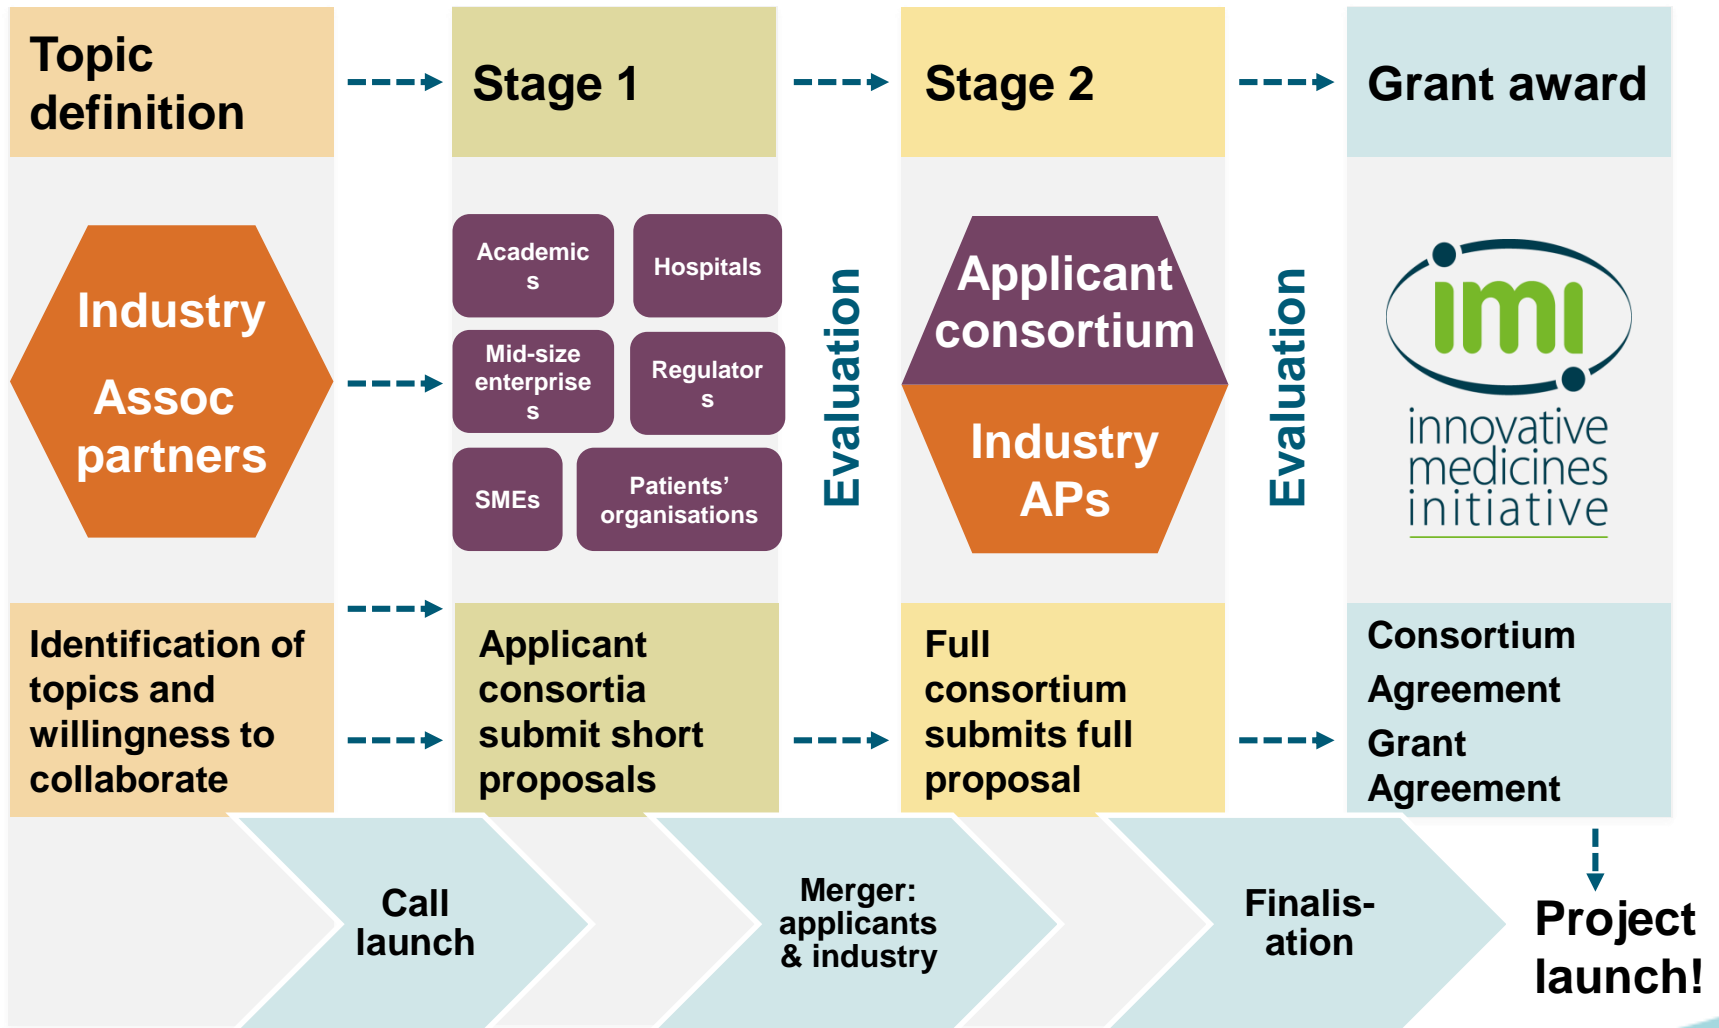 Topic
definition
Stage 1
Stage 2
Grant award
Industry
Assoc
partners
Academic
s
Hospitals
Mid-size
enterprise
s
Regulator
s
SMEs
Patients'
organisations
Evaluation
Applicant
consortium
Industry
APs
Evaluation
imi
innovative
medicines
initiative
Identification of
topics and
willingness to
collaborate
Applicant
consortia
submit short
proposals
Full
consortium
submits full
proposal
Consortium
Agreement
Grant
Agreement
Call
launch
Merger:
applicants
& industry
Finalis-
ation
Project
launch!